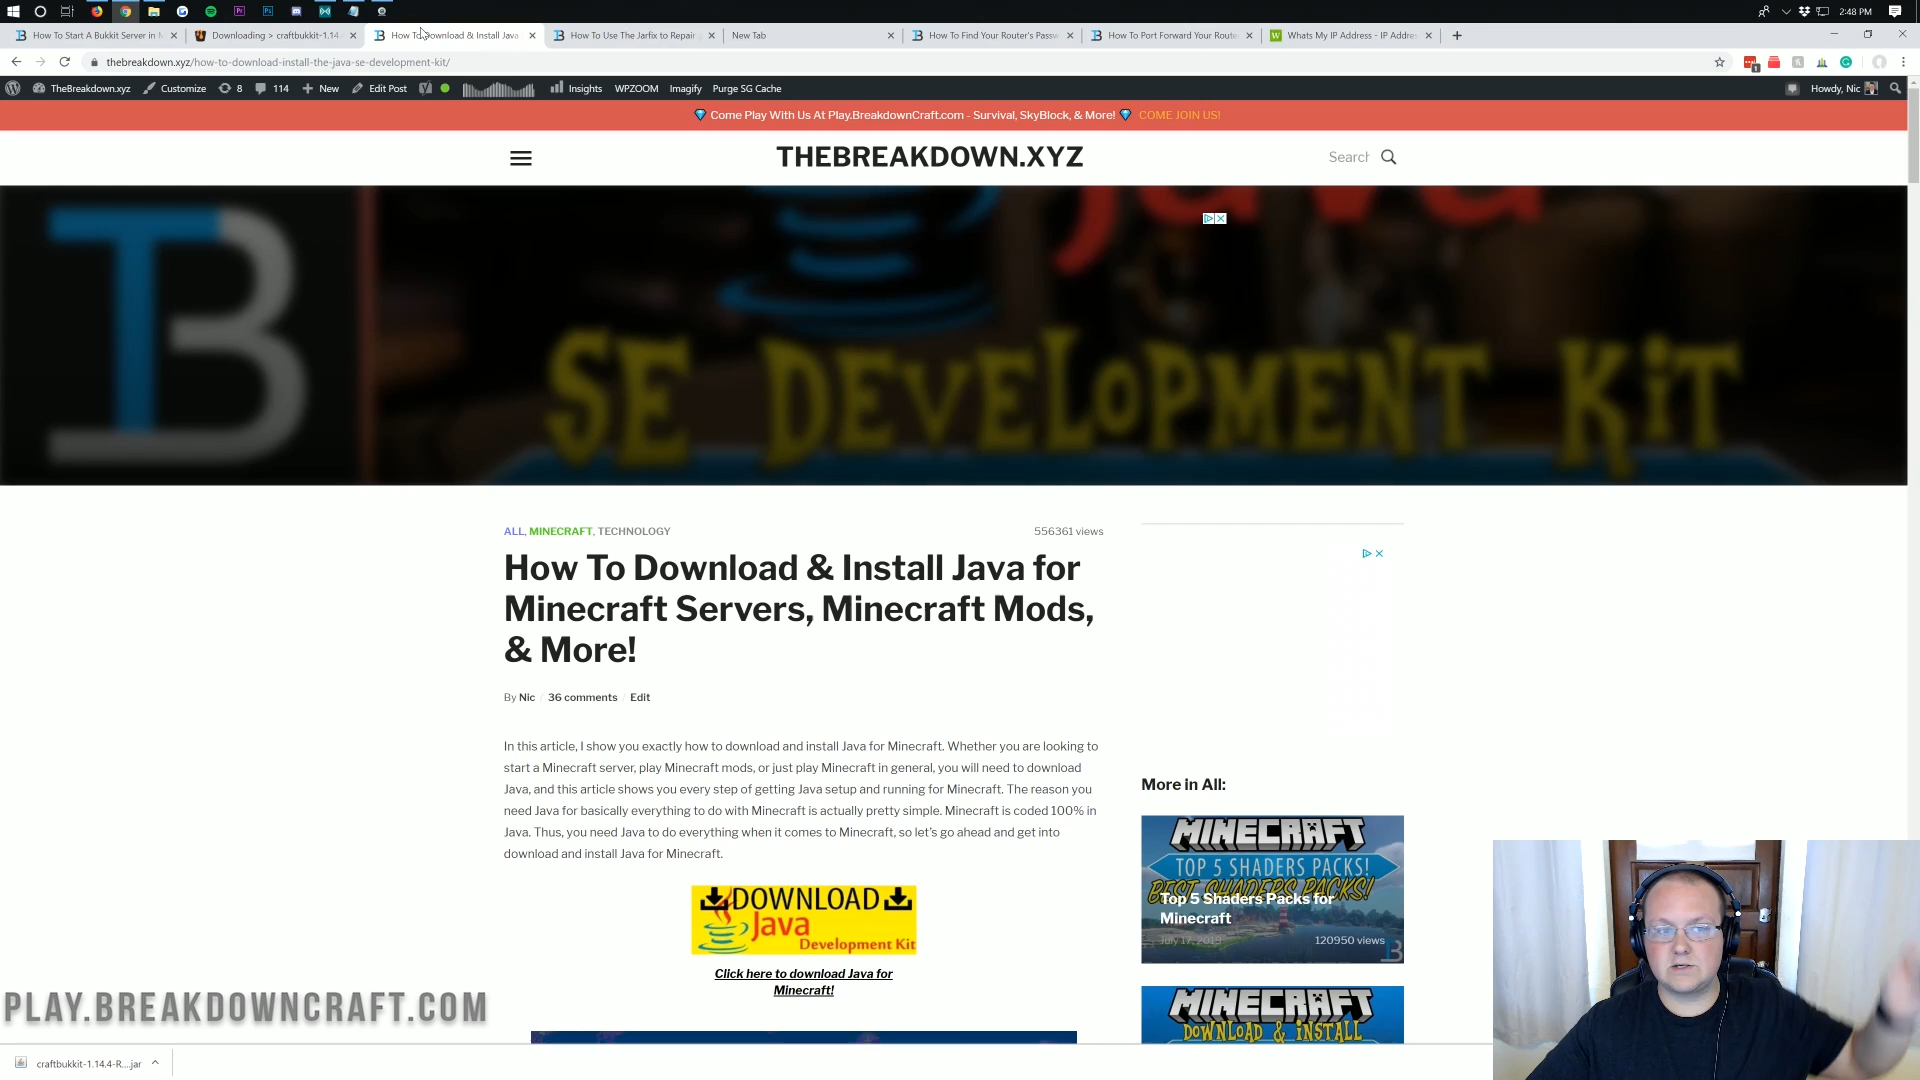 2:48 PM
How To Start A Bukkit Server in M
Downloading > craftbukkit-1.14.
How To Download & Install Java
How To Use The Jarfix to Repair
New Tab
How To Find Your Router's Passw
How To Port Forward Your Route
Whats My IP Address - IP Addres
thebreakdown.xyz/how-to-download-install-the-java-se-development-kit/
TheBreakdown.xyz
Customize
8
114
New
Edit Post
Insights
WPZOOM
Imagify
Purge SG Cache
Howdy, Nic
Come Play With Us At Play.BreakdownCraft.com - Survival, SkyBlock, & More!
COME JOIN US!
THEBREAKDOWN.XYZ
Search
Java
SE DEVELOPMENT KIT
ALL, MINECRAFT, TECHNOLOGY
556361 views
How To Download & Install Java for
Minecraft Servers, Minecraft Mods,
& More!
By Nic / 36 comments / Edit
In this article, I show you exactly how to download and install Java for Minecraft. Whether you are looking to
start a Minecraft server, play Minecraft mods, or just play Minecraft in general, you will need to download
Java, and this article shows you every step of getting Java setup and running for Minecraft. The reason you
need Java for basically everything to do with Minecraft is actually pretty simple. Minecraft is coded 100% in
Java. Thus, you need Java to do everything when it comes to Minecraft, so let's go ahead and get into
download and install Java for Minecraft.
DOWNLOAD
Java
Development Kit
Click here to download Java for
Minecraft!
More in All:
MINECRAFT
TOP 5 SHADERS PACKS!
BEST SHADERS PACKS!
Top 5 Shaders Packs for
Minecraft
July 17, 2019
120950 views
MINECRAFT
DOWNLOAD & INSTALL
PLAY.BREAKDOWNCRAFT.COM
craftbukkit-1.14.4-R....jar